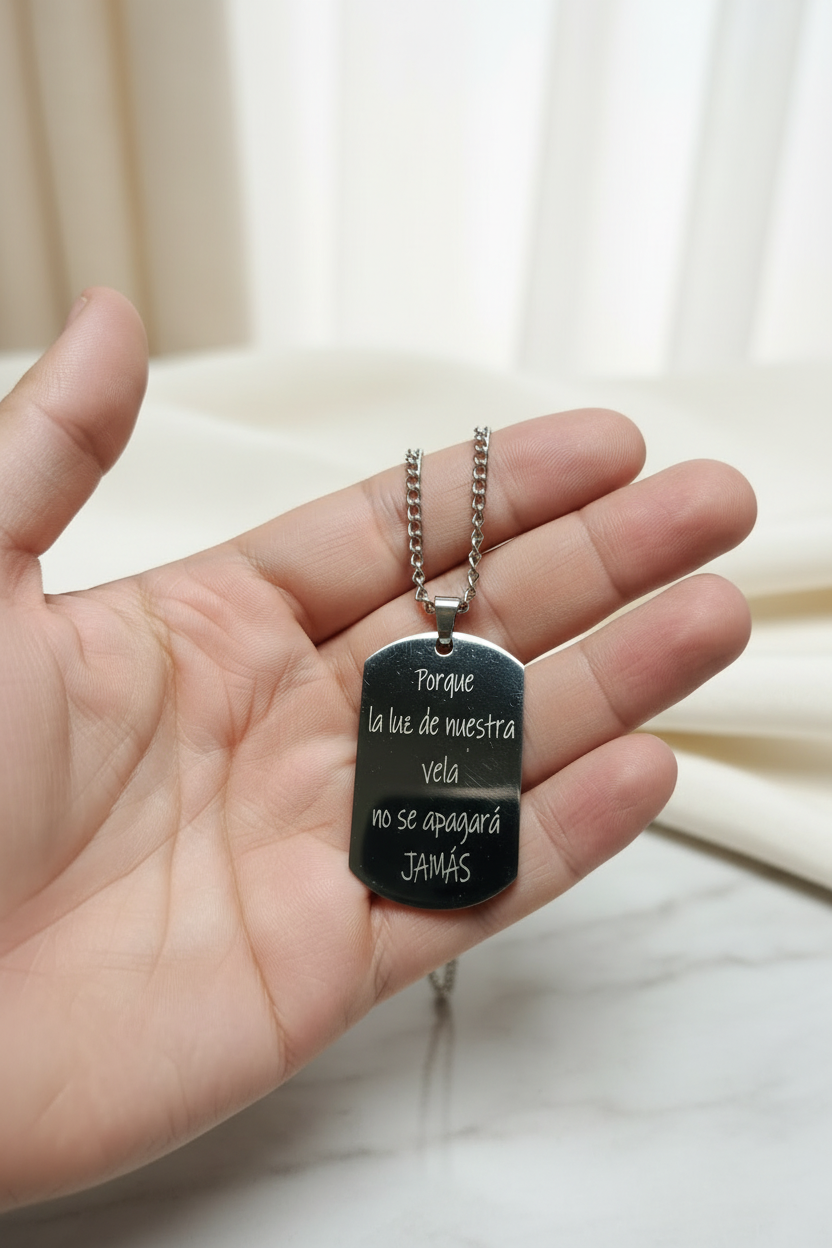 Porque
la luz de nuestra
vela
no se apagará
JAMÁS